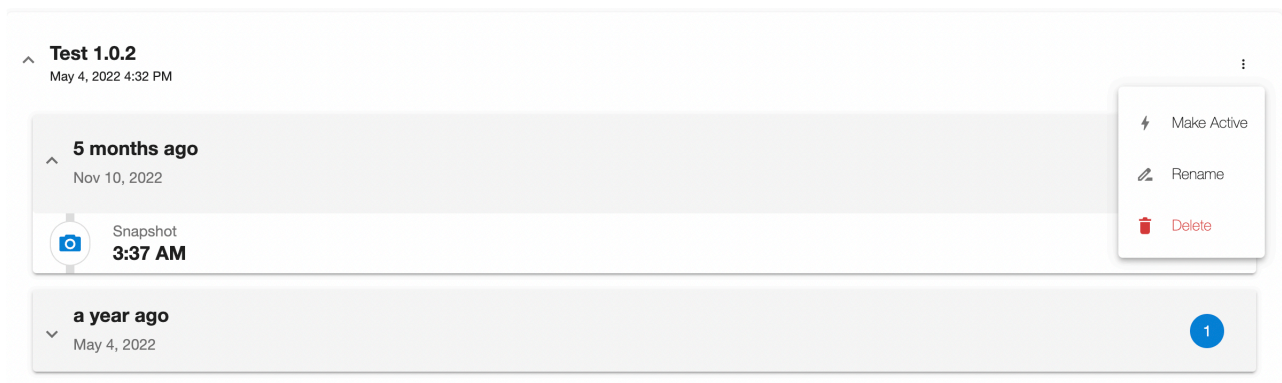 Test 1.0.2
May 4, 2022 4:32 PM
Make Active
5 months ago
Nov 10, 2022
Rename
Delete
Snapshot
3:37 AM
a year ago
May 4, 2022
1